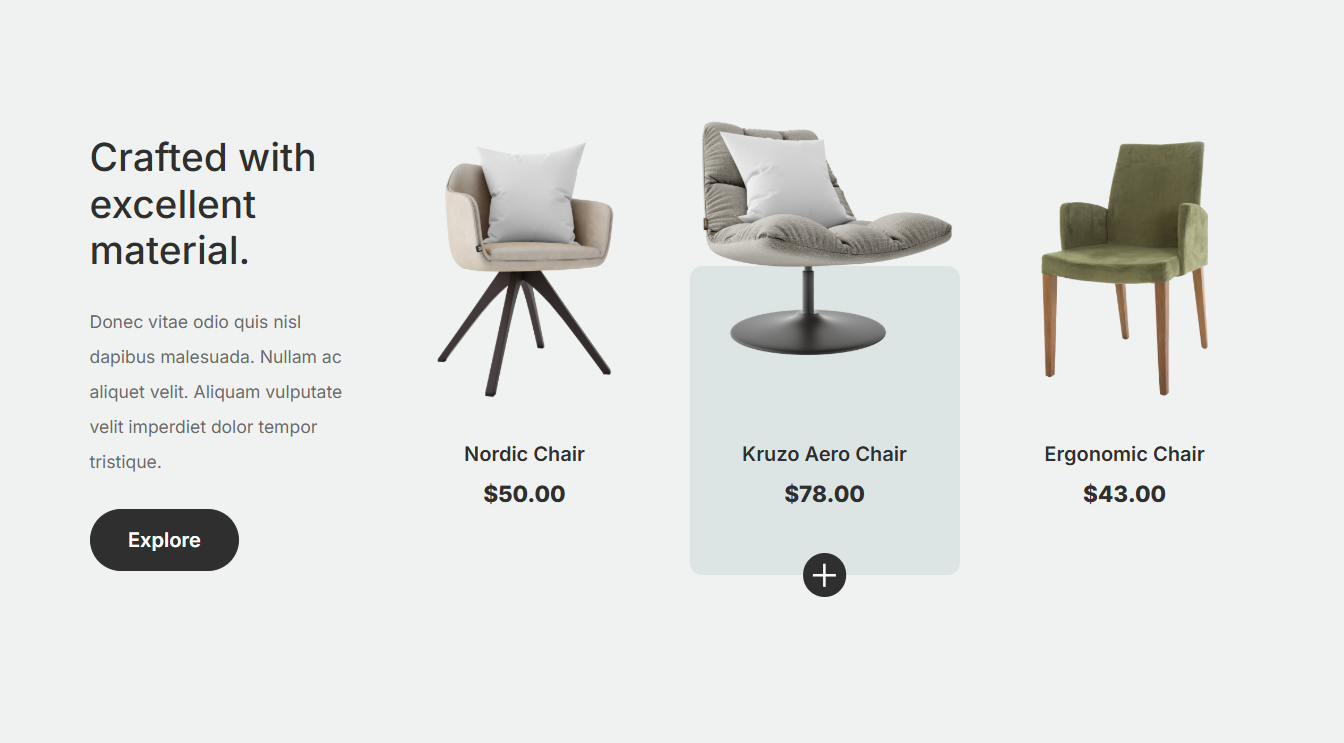 Crafted with
excellent
material.
Donec vitae odio quis nisl
dapibus malesuada. Nullam ac
aliquet velit. Aliquam vulputate
velit imperdiet dolor tempor
tristique.
Explore
Nordic Chair
$50.00
Kruzo Aero Chair
$78.00
Ergonomic Chair
$43.00